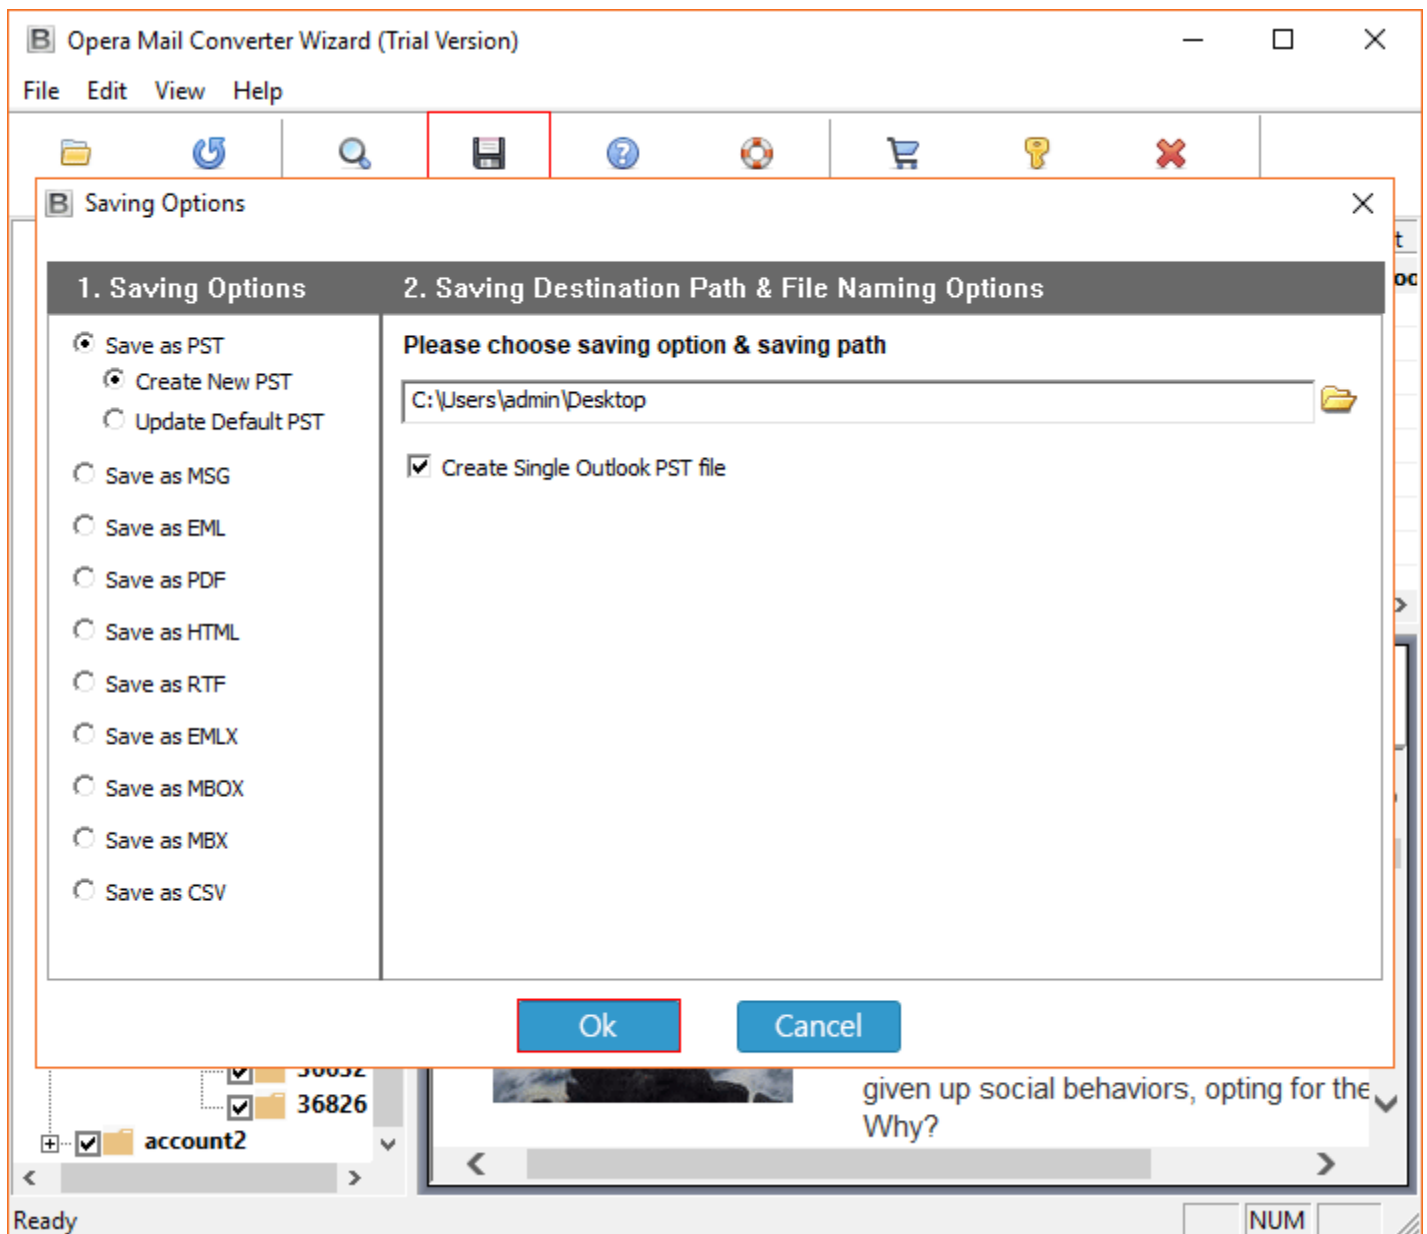 B Opera Mail Converter Wizard (Trial Version)
File Edit View Help
B Saving Options
1. Saving Options
2. Saving Destination Path & File Naming Options
Save as PST
Create New PST
Update Default PST
Save as MSG
Save as EML
Save as PDF
Save as HTML
Save as RTF
Save as EMLX
Save as MBOX
Save as MBX
Save as CSV
Please choose saving option & saving path
C:\Users\admin\Desktop
Create Single Outlook PST file
Ok
Cancel
36826
account2
given up social behaviors, opting for the
Why?
Ready
NUM